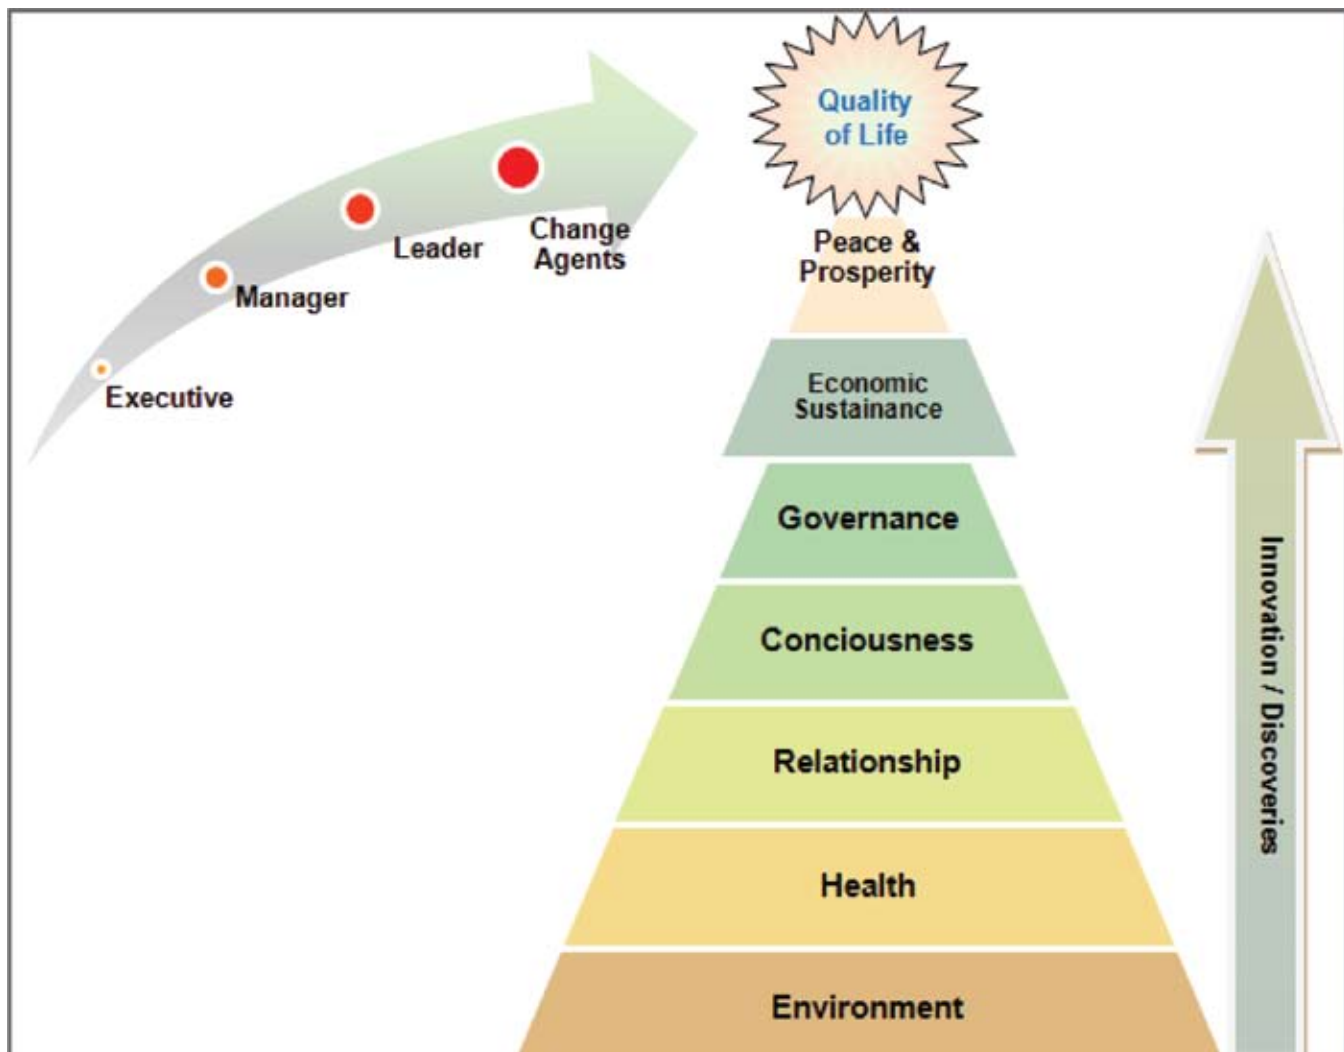 Quality
of Life
Peace &
Prosperity
Change
Agents
Leader
Manager
Executive
Economic
Sustainance
Governance
Conciousness
Relationship
Health
Environment
Innovation / Discoveries